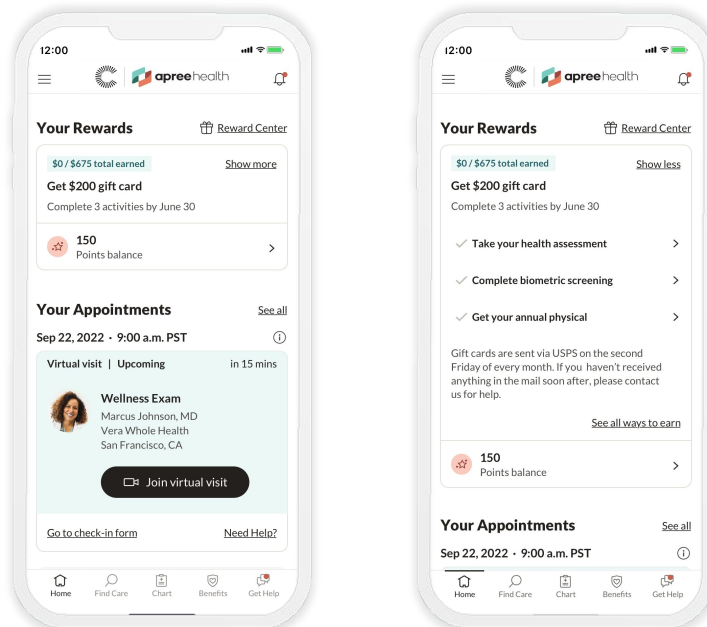 12:00
apree health
Your Rewards
Reward Center
$0 / $675 total earned
Show more
Get $200 gift card
Complete 3 activities by June 30
150
Points balance
Your Appointments
See all
Sep 22, 2022 · 9:00 a.m. PST
Virtual visit | Upcoming
in 15 mins
Wellness Exam
Marcus Johnson, MD
Vera Whole Health
San Francisco, CA
Join virtual visit
Go to check-in form
Need Help?
Home
Find Care
Chart
Benefits
Get Help
12:00
apree health
Your Rewards
Reward Center
$0 / $675 total earned
Show less
Get $200 gift card
Complete 3 activities by June 30
Take your health assessment
Complete biometric screening
Get your annual physical
Gift cards are sent via USPS on the second
Friday of every month. If you haven't received
anything in the mail soon after, please contact
us for help.
See all ways to earn
150
Points balance
Your Appointments
See all
Sep 22, 2022 · 9:00 a.m. PST
Home
Find Care
Chart
Benefits
Get Help